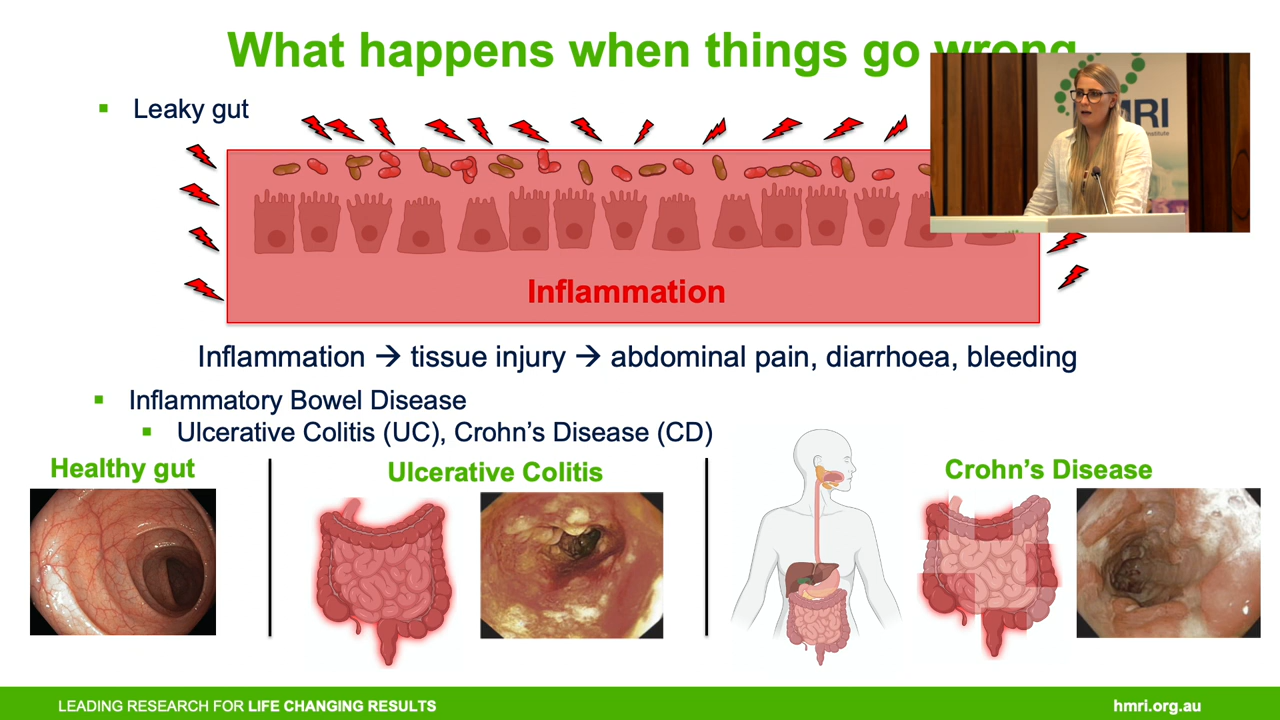 What happens when things go wrong
▪ Leaky gut
Inflammation
Inflammation → tissue injury → abdominal pain, diarrhoea, bleeding
▪ Inflammatory Bowel Disease
▪ Ulcerative Colitis (UC), Crohn's Disease (CD)
Healthy gut
Ulcerative Colitis
Crohn's Disease
LEADING RESEARCH FOR LIFE CHANGING RESULTS
hmri.org.au